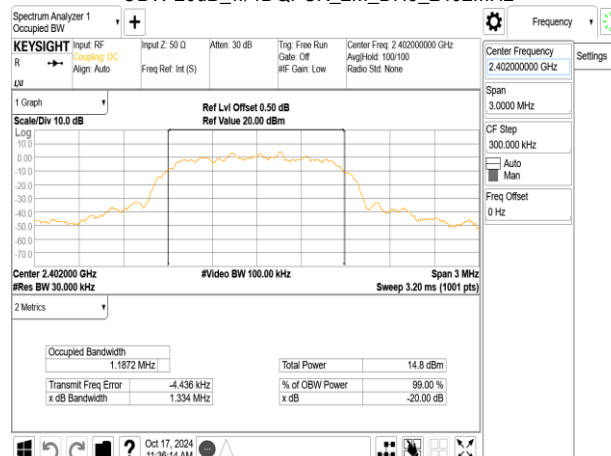 Spectrum Analyzer 1
Occupied BW
Frequency
Settings
KEYSIGHT
R
Input: RF
Coupling: DC
Align: Auto
Input Z: 50 Ω
Freq Ref: Int (S)
Atten: 30 dB
Trig: Free Run
Gate: Off
#IF Gain: Low
Center Freq: 2.402000000 GHz
Avg|Hold: 100/100
Radio Std: None
Center Frequency
2.402000000 GHz
Span
3.0000 MHz
CF Step
300.000 kHz
Auto
Man
Freq Offset
0 Hz
1 Graph
Scale/Div 10.0 dB
Ref Lvl Offset 0.50 dB
Ref Value 20.00 dBm
Log
10.0
0.00
-10.0
-20.0
-30.0
-40.0
-50.0
-60.0
-70.0
Center 2.402000 GHz
#Res BW 30.000 kHz
#Video BW 100.00 kHz
Span 3 MHz
Sweep 3.20 ms (1001 pts)
2 Metrics
Occupied Bandwidth
1.1872 MHz
Transmit Freq Error -4.436 kHz
x dB Bandwidth 1.334 MHz
Total Power 14.8 dBm
% of OBW Power 99.00 %
x dB -20.00 dB
Oct 17, 2024
11:36:14 AM